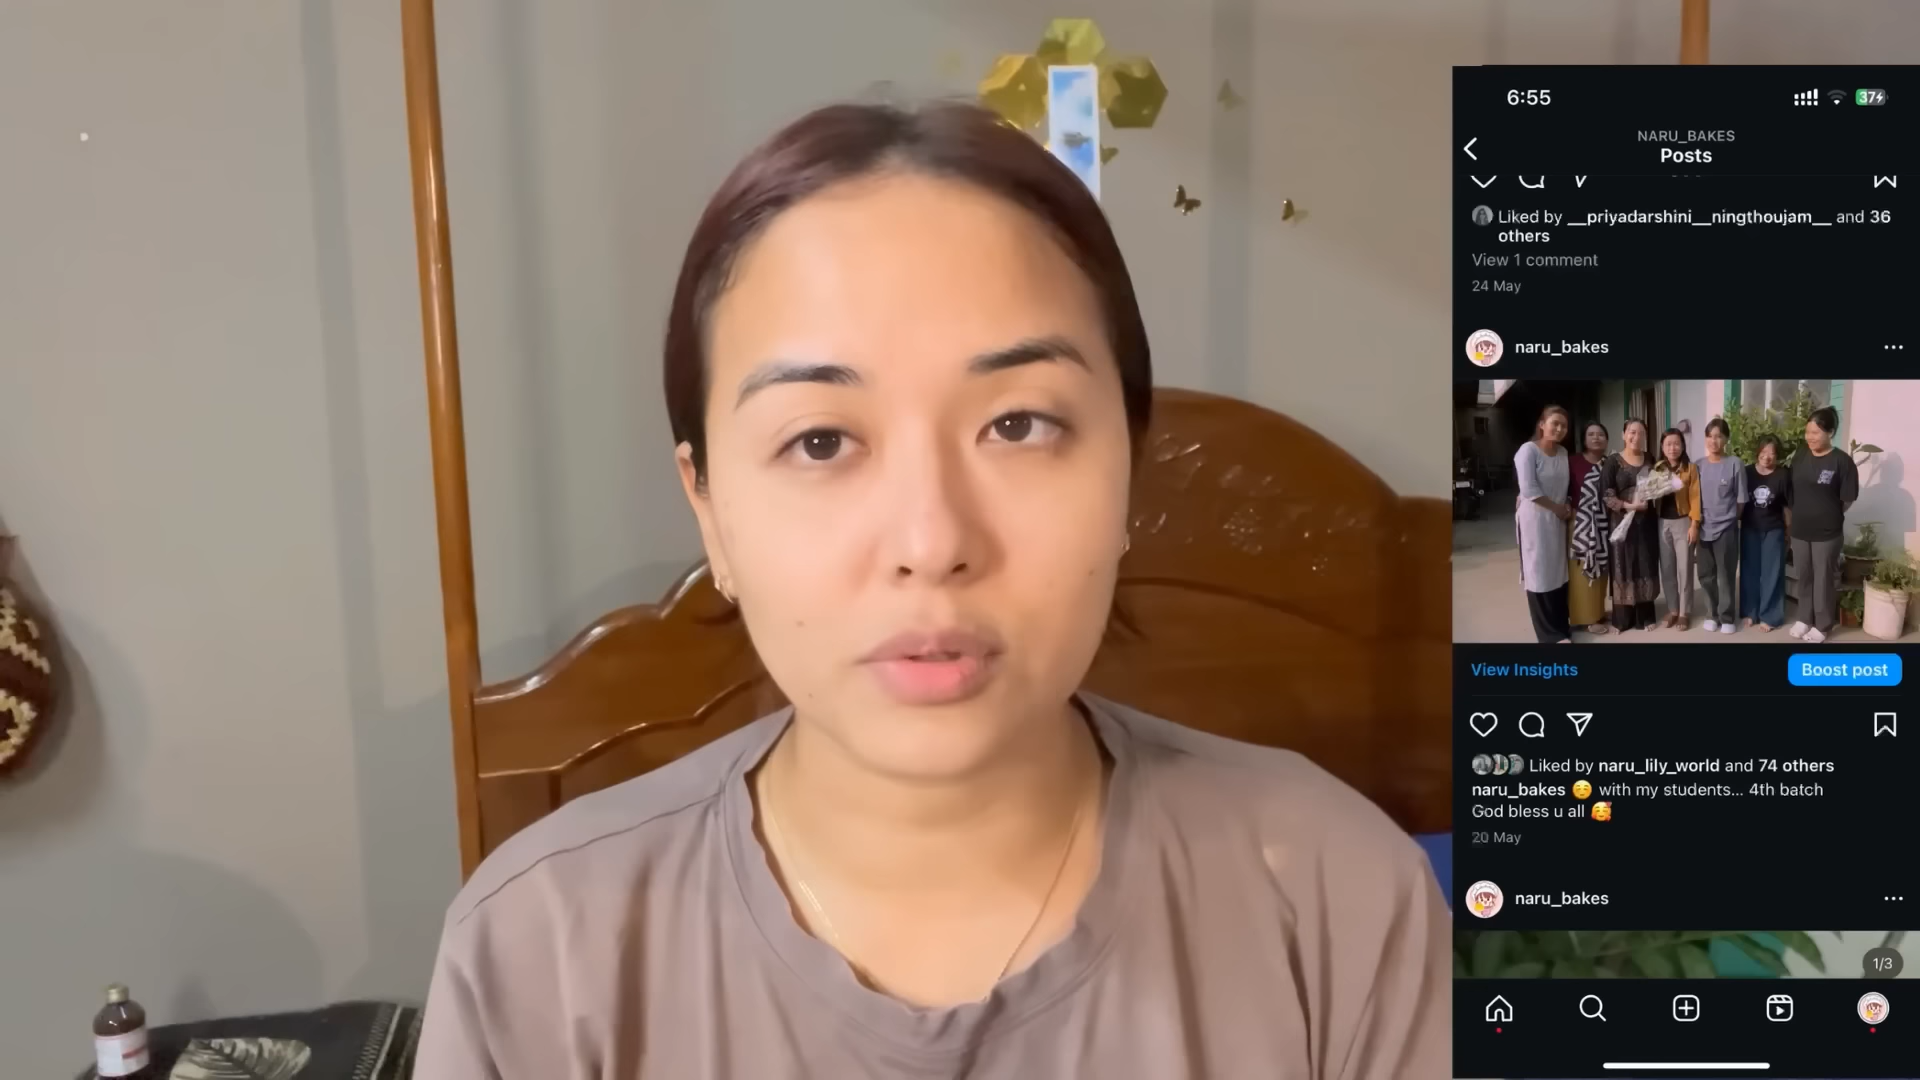 6:55
37
NARU_BAKES
Posts
Liked by __priyadarshini__ningthoujam__ and 36
others
View 1 comment
24 May
naru_bakes
View Insights
Boost post
Liked by naru_lily_world and 74 others
naru_bakes ☺️ with my students... 4th batch
God bless u all 🥰
20 May
naru_bakes
1/3